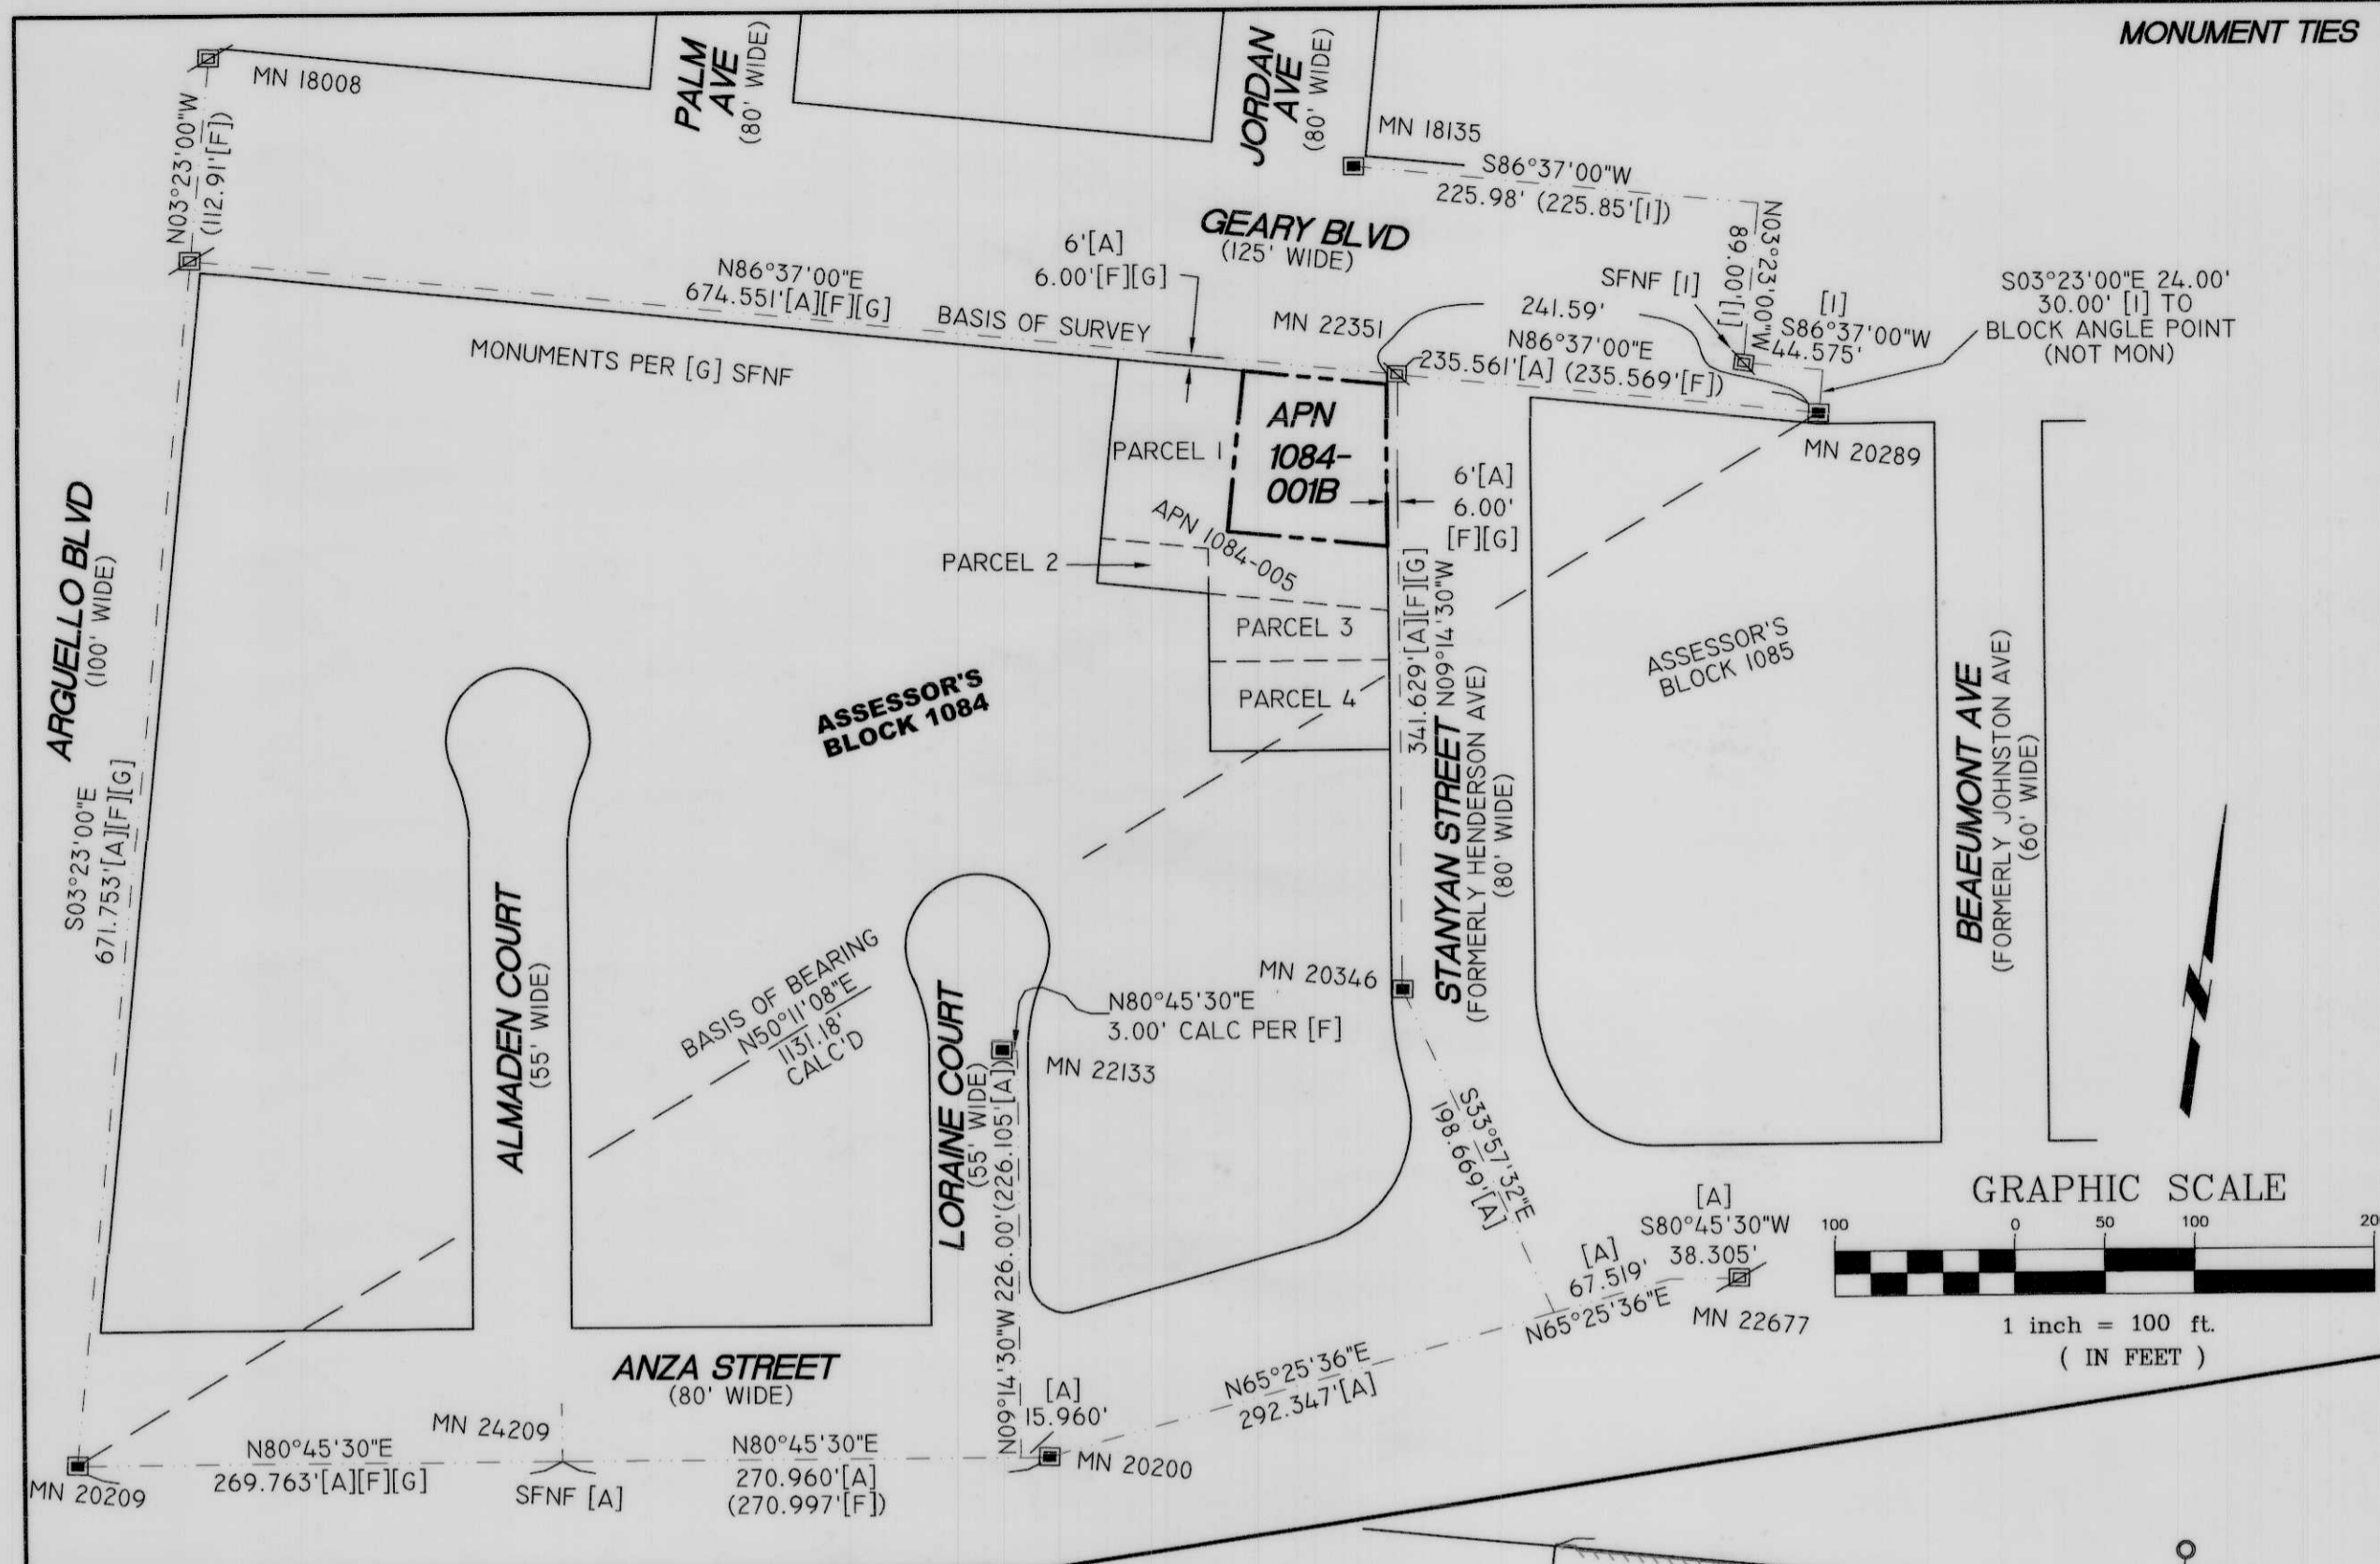 MONUMENT TIES
MN 18008
PALM
AVE
(80' WIDE)
JORDAN
AVE
(80' WIDE)
MN 18135
N03°23'00"W
(112.91'[F])
S86°37'00"W
225.98' (225.85'[I])
GEARY BLVD
(125' WIDE)
N03°23'00"W
89.00'[I]
6'[A]
6.00'[F][G]
N86°37'00"E
674.551'[A][F][G]
BASIS OF SURVEY
MONUMENTS PER [G] SFNF
MN 22351
SFNF [I]
241.59'
N86°37'00"E
235.561'[A] (235.569'[F])
[I]
S86°37'00"W
44.575'
S03°23'00"E 24.00'
30.00' [I] TO
BLOCK ANGLE POINT
(NOT MON)
MN 20289
APN
1084-
001B
PARCEL 1
6'[A]
6.00'
[F][G]
APN 1084-005
PARCEL 2
PARCEL 3
PARCEL 4
ARGUELLO BLVD
(100' WIDE)
S03°23'00"E
671.753'[A][F][G]
ASSESSOR'S
BLOCK 1084
341.629'[A][F][G]
STANYAN STREET N09°14'30"W
(FORMERLY HENDERSON AVE)
(80' WIDE)
ASSESSOR'S
BLOCK 1085
BEAEUMONT AVE
(FORMERLY JOHNSTON AVE)
(60' WIDE)
ALMADEN COURT
(55' WIDE)
BASIS OF BEARING
N50°11'08"E
1131.18'
CALC'D
LORAINE COURT
(55' WIDE)
N09°14'30"W 226.00'(226.105'[A])
MN 20346
N80°45'30"E
3.00' CALC PER [F]
MN 22133
S33°57'32"E
198.669'[A]
N
GRAPHIC SCALE
100 0 50 100 20
1 inch = 100 ft.
( IN FEET )
[A]
S80°45'30"W
38.305'
[A]
67.519'
N65°25'36"E
MN 22677
ANZA STREET
(80' WIDE)
N65°25'36"E
292.347'[A]
[A]
15.960'
MN 20200
MN 24209
N80°45'30"E
269.763'[A][F][G]
MN 20209
SFNF [A]
N80°45'30"E
270.960'[A]
(270.997'[F])